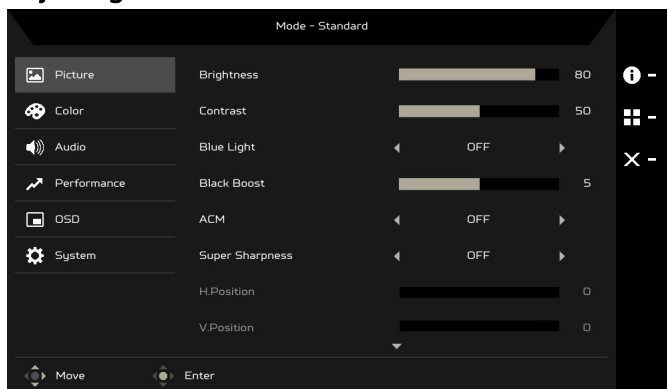 Mode - Standard
Picture
Brightness 80
Color
Contrast 50
Audio
Blue Light OFF
Performance
Black Boost 5
OSD
ACM OFF
System
Super Sharpness OFF
H.Position 0
V.Position 0
Move Enter